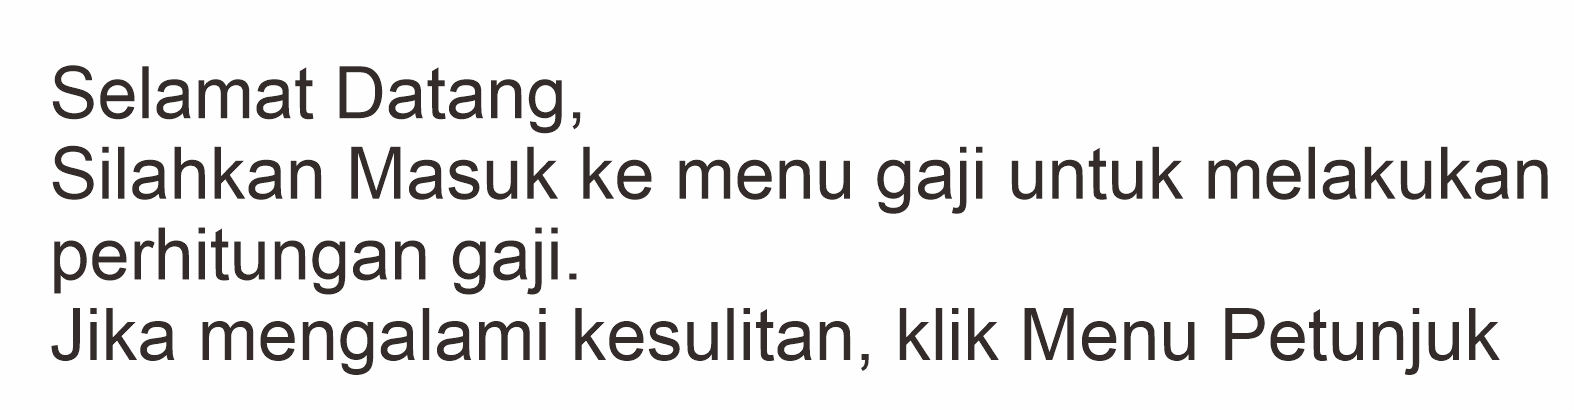 Selamat Datang,
Silahkan Masuk ke menu gaji untuk melakukan
perhitungan gaji.
Jika mengalami kesulitan, klik Menu Petunjuk